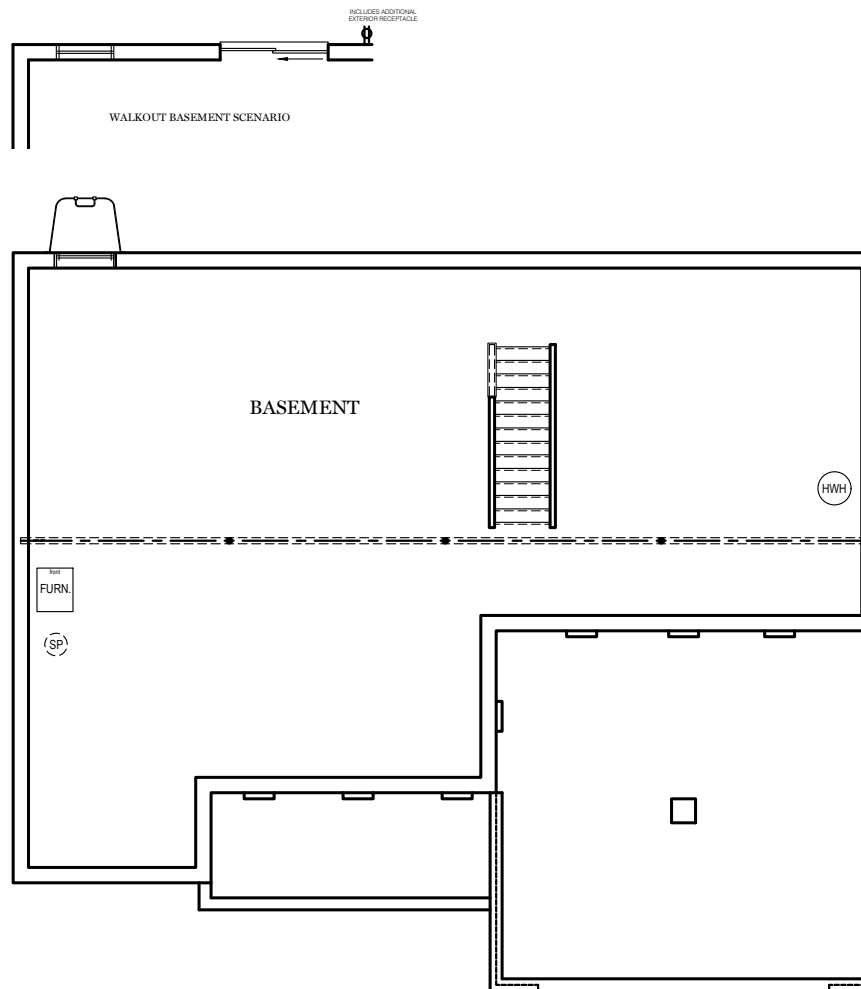 INCLUDES ADDITIONAL
EXTERIOR RECEPTACLE
WALKOUT BASEMENT SCENARIO
BASEMENT
HWH
front
FURN.
SP